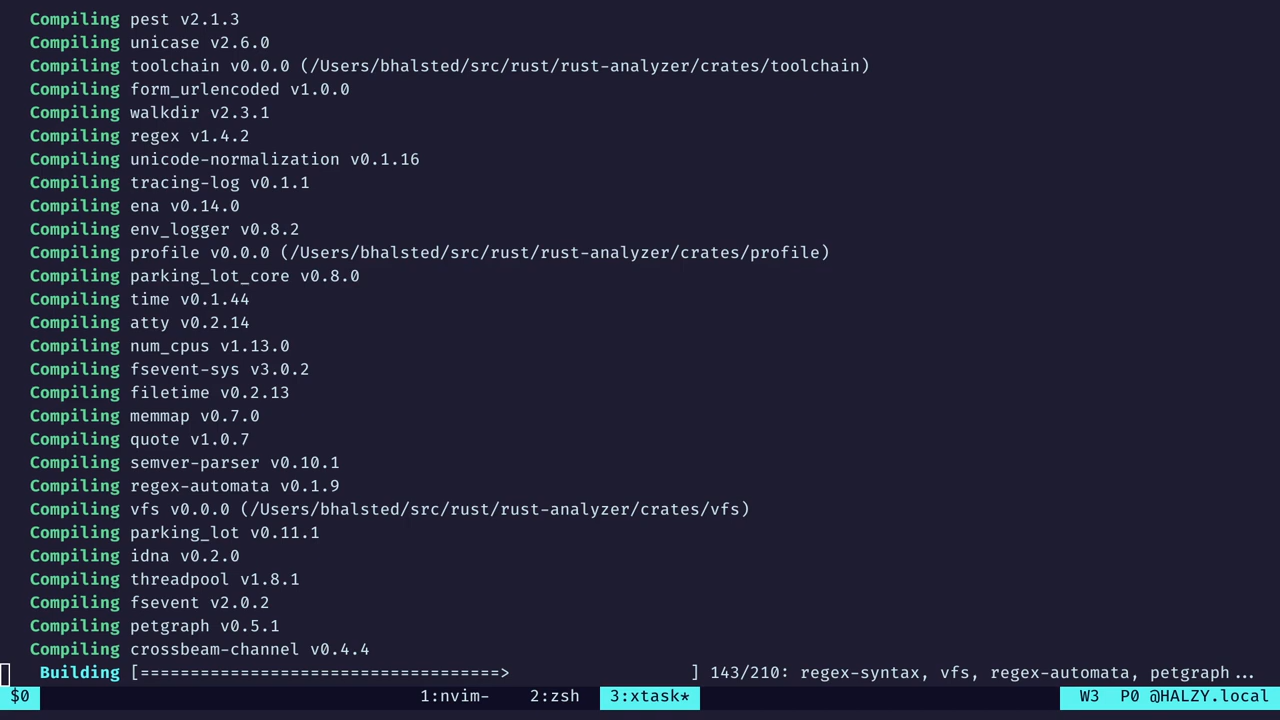 Compiling pest v2.1.3
Compiling unicase v2.6.0
Compiling toolchain v0.0.0 (/Users/bhalsted/src/rust/rust-analyzer/crates/toolchain)
Compiling form_urlencoded v1.0.0
Compiling walkdir v2.3.1
Compiling regex v1.4.2
Compiling unicode-normalization v0.1.16
Compiling tracing-log v0.1.1
Compiling ena v0.14.0
Compiling env_logger v0.8.2
Compiling profile v0.0.0 (/Users/bhalsted/src/rust/rust-analyzer/crates/profile)
Compiling parking_lot_core v0.8.0
Compiling time v0.1.44
Compiling atty v0.2.14
Compiling num_cpus v1.13.0
Compiling fsevent-sys v3.0.2
Compiling filetime v0.2.13
Compiling memmap v0.7.0
Compiling quote v1.0.7
Compiling semver-parser v0.10.1
Compiling regex-automata v0.1.9
Compiling vfs v0.0.0 (/Users/bhalsted/src/rust/rust-analyzer/crates/vfs)
Compiling parking_lot v0.11.1
Compiling idna v0.2.0
Compiling threadpool v1.8.1
Compiling fsevent v2.0.2
Compiling petgraph v0.5.1
Compiling crossbeam-channel v0.4.4
Building [====================================>                  ] 143/210: regex-syntax, vfs, regex-automata, petgraph...
$0 1:nvim- 2:zsh 3:xtask* W3 P0 @HALZY.local